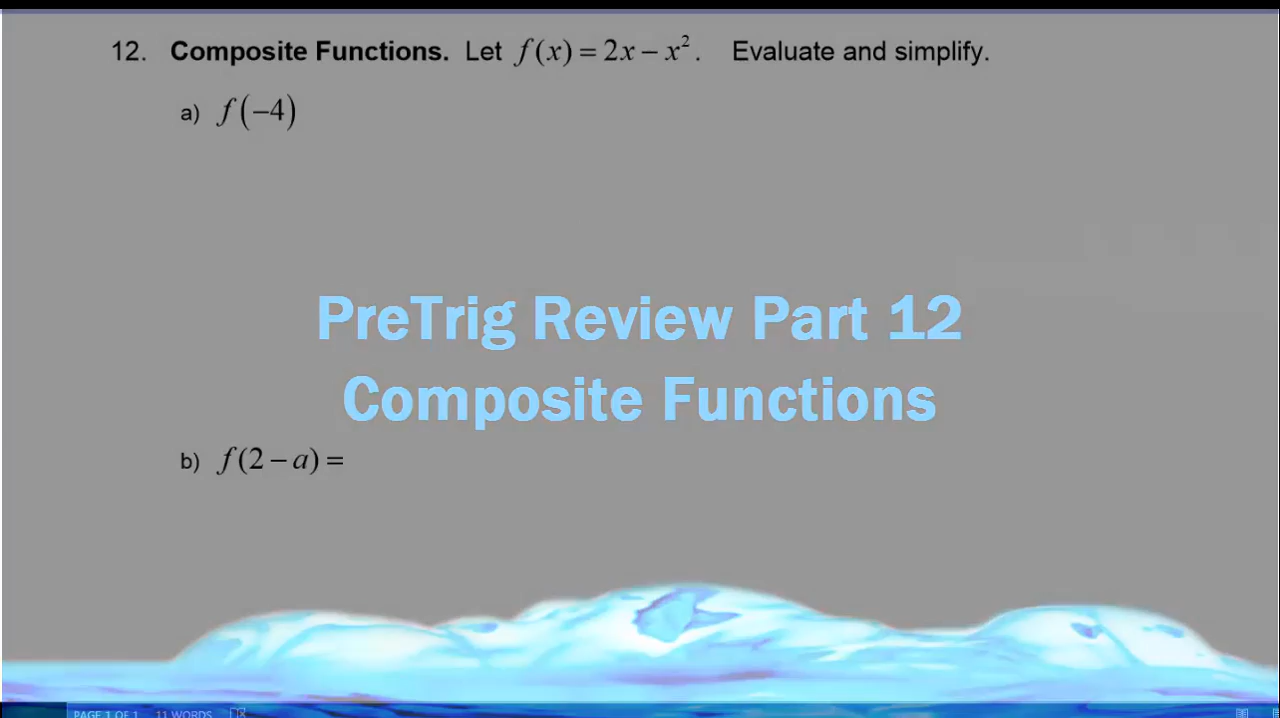 12. Composite Functions. Let f(x) = 2x − x². Evaluate and simplify.
a) f(−4)
PreTrig Review Part 12
Composite Functions
b) f(2 − a) =
PAGE 1 OF 1 11 WORDS